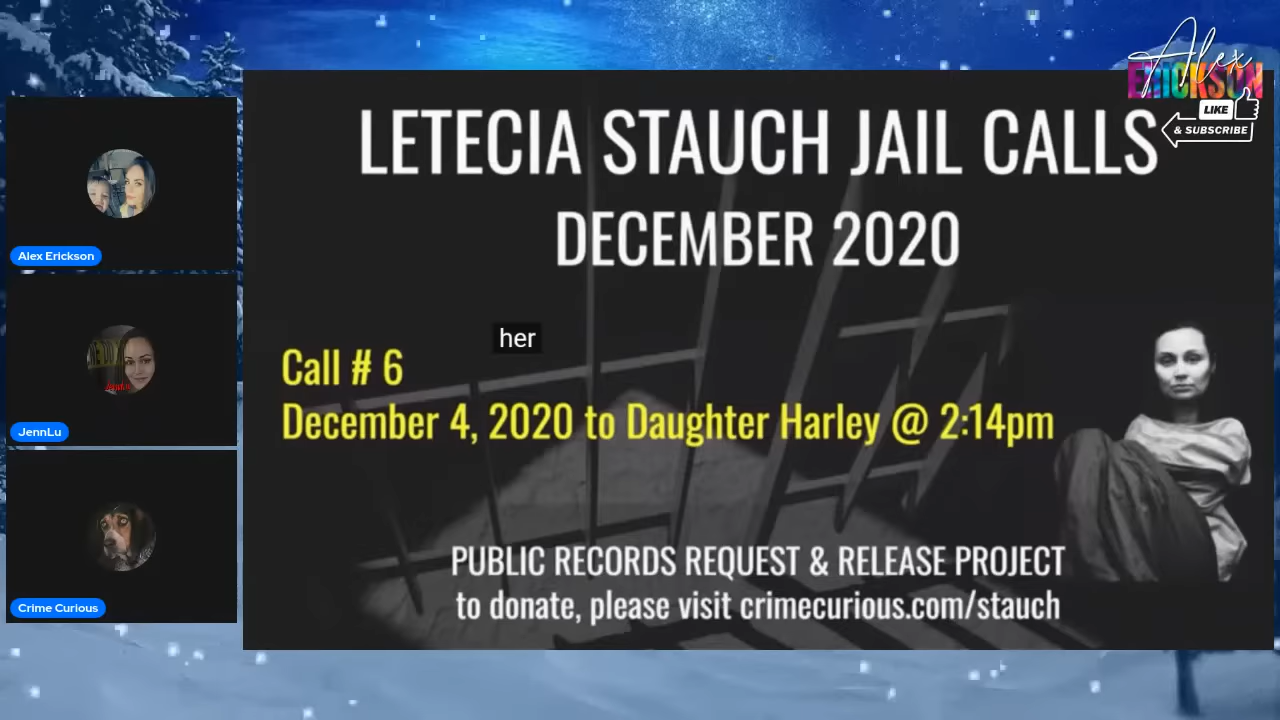 Alex
ERICKSON
LIKE
& SUBSCRIBE
LETECIA STAUCH JAIL CALLS
DECEMBER 2020
her
Call # 6
December 4, 2020 to Daughter Harley @ 2:14pm
PUBLIC RECORDS REQUEST & RELEASE PROJECT
to donate, please visit crimecurious.com/stauch
Alex Erickson
JennLu
Crime Curious